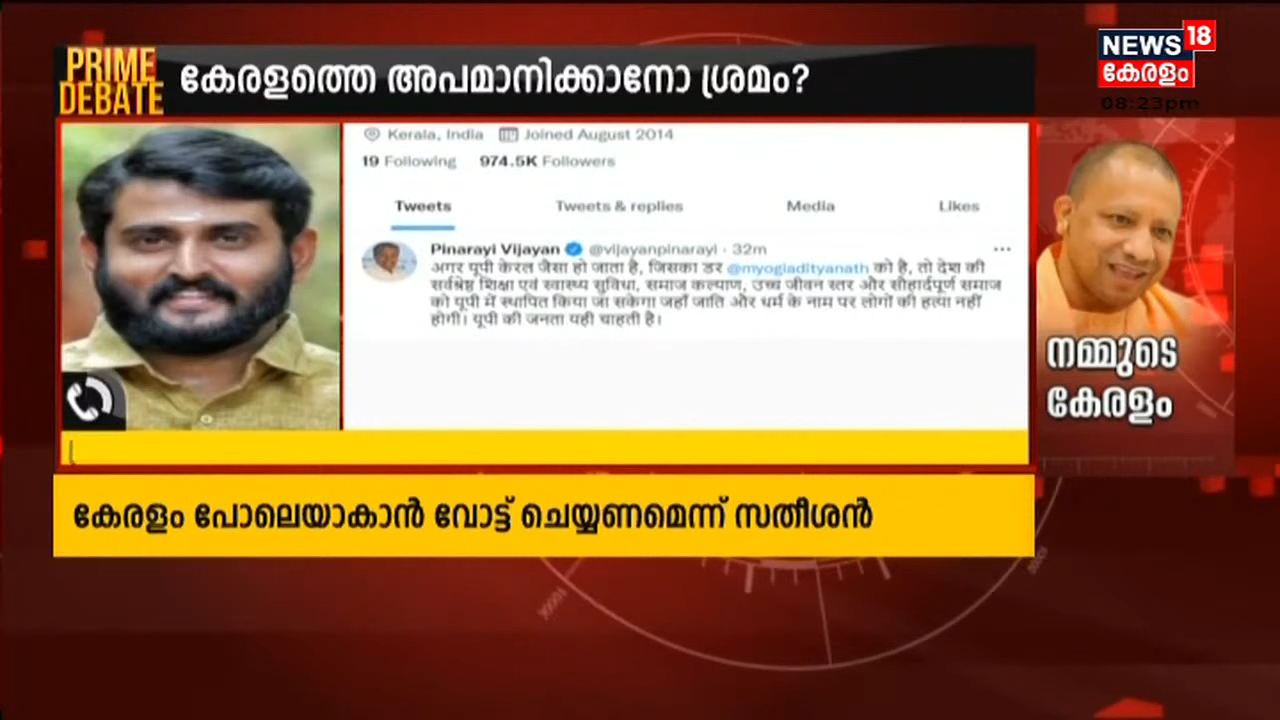 PRIME
DEBATE
കേരളത്തെ അപമാനിക്കാനോ ശ്രമം?
NEWS 18
കേരളം
08:23pm
Kerala, India Joined August 2014
19 Following 974.5K Followers
Tweets Tweets & replies Media Likes
Pinarayi Vijayan @vijayanpinarayi · 32m
अगर यूपी केरल जैसा हो जाता है, जिसका डर @myogiadityanath को है, तो देश की
सर्वश्रेष्ठ शिक्षा एवं स्वास्थ्य सुविधा, समाज कल्याण, उच्च जीवन स्तर और सौहार्दपूर्ण समाज
को यूपी में स्थापित किया जा सकेगा जहाँ जाति और धर्म के नाम पर लोगों की हत्या नहीं
होगी। यूपी की जनता यही चाहती है।
നമ്മുടെ
കേരളം
കേരളം പോലെയാകാൻ വോട്ട് ചെയ്യണമെന്ന് സതീശൻ